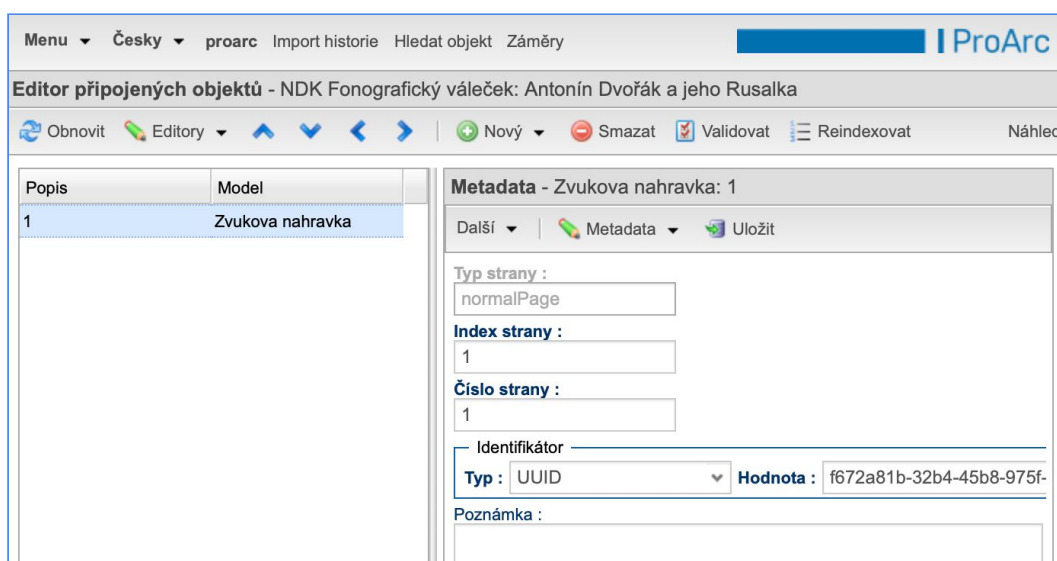 Menu Česky proarc Import historie Hledat objekt Záměry ProArc
Editor připojených objektů - NDK Fonografický váleček: Antonín Dvořák a jeho Rusalka
Obnovit Editory Nový Smazat Validovat Reindexovat Náhled
Popis Model
1 Zvukova nahravka
Metadata - Zvukova nahravka: 1
Další Metadata Uložit
Typ strany :
normalPage
Index strany :
1
Číslo strany :
1
Identifikátor
Typ : UUID Hodnota : f672a81b-32b4-45b8-975f-
Poznámka :